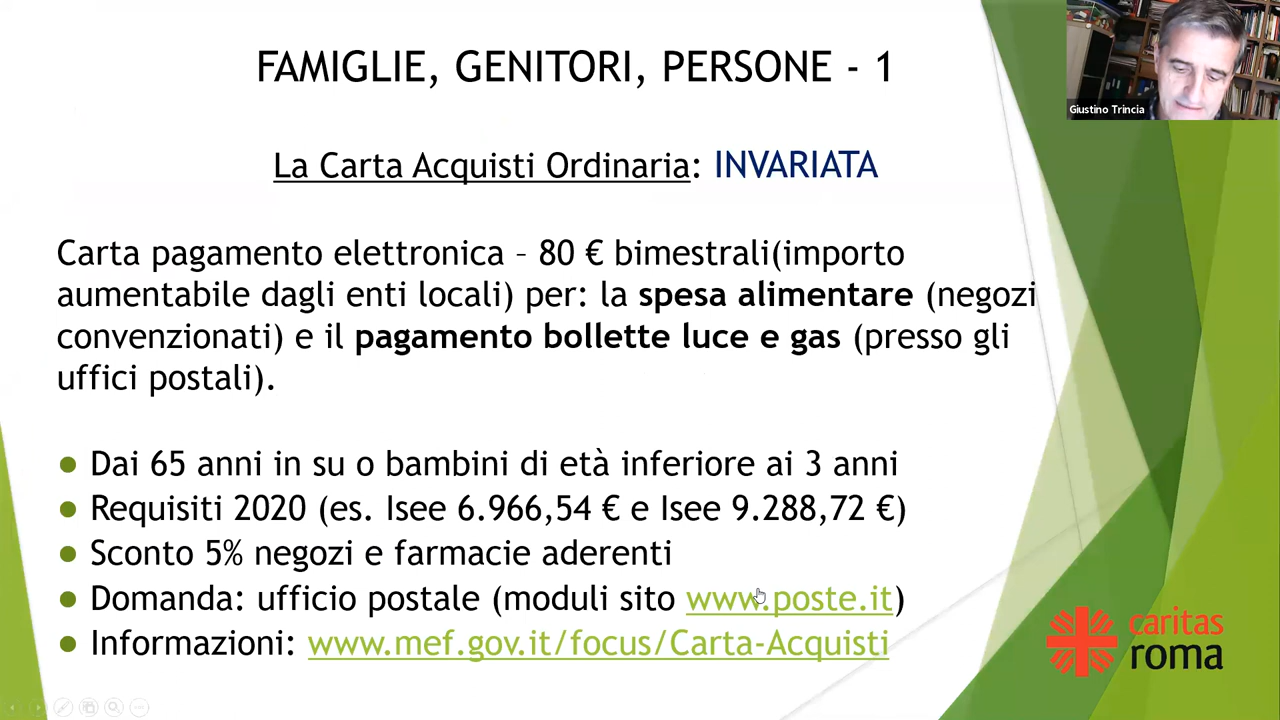 FAMIGLIE, GENITORI, PERSONE - 1
Giustino Trincia
La Carta Acquisti Ordinaria: INVARIATA
Carta pagamento elettronica – 80 € bimestrali(importo
aumentabile dagli enti locali) per: la spesa alimentare (negozi
convenzionati) e il pagamento bollette luce e gas (presso gli
uffici postali).
Dai 65 anni in su o bambini di età inferiore ai 3 anni
Requisiti 2020 (es. Isee 6.966,54 € e Isee 9.288,72 €)
Sconto 5% negozi e farmacie aderenti
Domanda: ufficio postale (moduli sito www.poste.it)
Informazioni: www.mef.gov.it/focus/Carta-Acquisti
caritas
roma